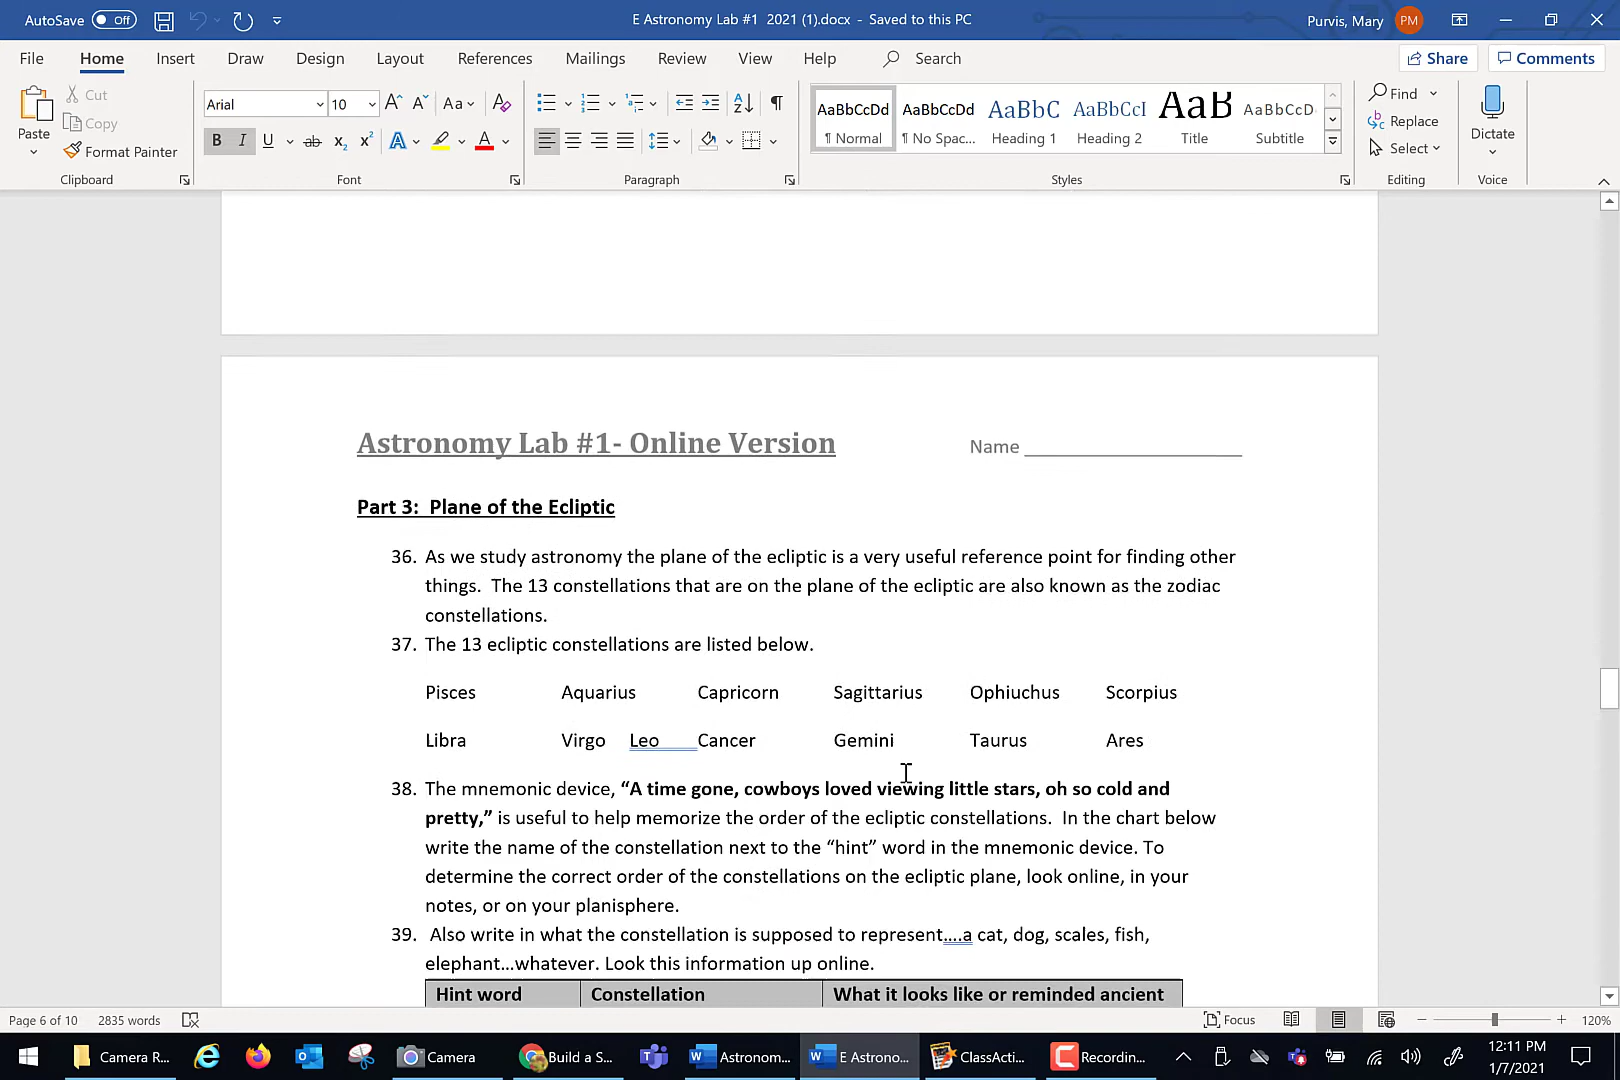 AutoSave Off E Astronomy Lab #1 2021 (1).docx - Saved to this PC Purvis, Mary PM
File Home Insert Draw Design Layout References Mailings Review View Help Search Share Comments
Paste Cut Copy Format Painter
Clipboard
Arial 10 Aa
B I U ab x₂ x² A A
Font
Paragraph
AaBbCcDd AaBbCcDd AaBbC AaBbCcI AaB AaBbCcD
¶ Normal ¶ No Spac... Heading 1 Heading 2 Title Subtitle
Styles
Find
Replace
Select
Editing
Dictate
Voice
Astronomy Lab #1- Online Version Name ____________________
Part 3: Plane of the Ecliptic
36. As we study astronomy the plane of the ecliptic is a very useful reference point for finding other
things. The 13 constellations that are on the plane of the ecliptic are also known as the zodiac
constellations.
37. The 13 ecliptic constellations are listed below.
Pisces Aquarius Capricorn Sagittarius Ophiuchus Scorpius
Libra Virgo Leo Cancer Gemini Taurus Ares
38. The mnemonic device, “A time gone, cowboys loved viewing little stars, oh so cold and
pretty,” is useful to help memorize the order of the ecliptic constellations. In the chart below
write the name of the constellation next to the “hint” word in the mnemonic device. To
determine the correct order of the constellations on the ecliptic plane, look online, in your
notes, or on your planisphere.
39. Also write in what the constellation is supposed to represent....a cat, dog, scales, fish,
elephant...whatever. Look this information up online.
Hint word Constellation What it looks like or reminded ancient
Page 6 of 10 2835 words Focus 120%
Camera R... Camera Build a S... Astronom... E Astrono... ClassActi... Recordin... 12:11 PM
1/7/2021